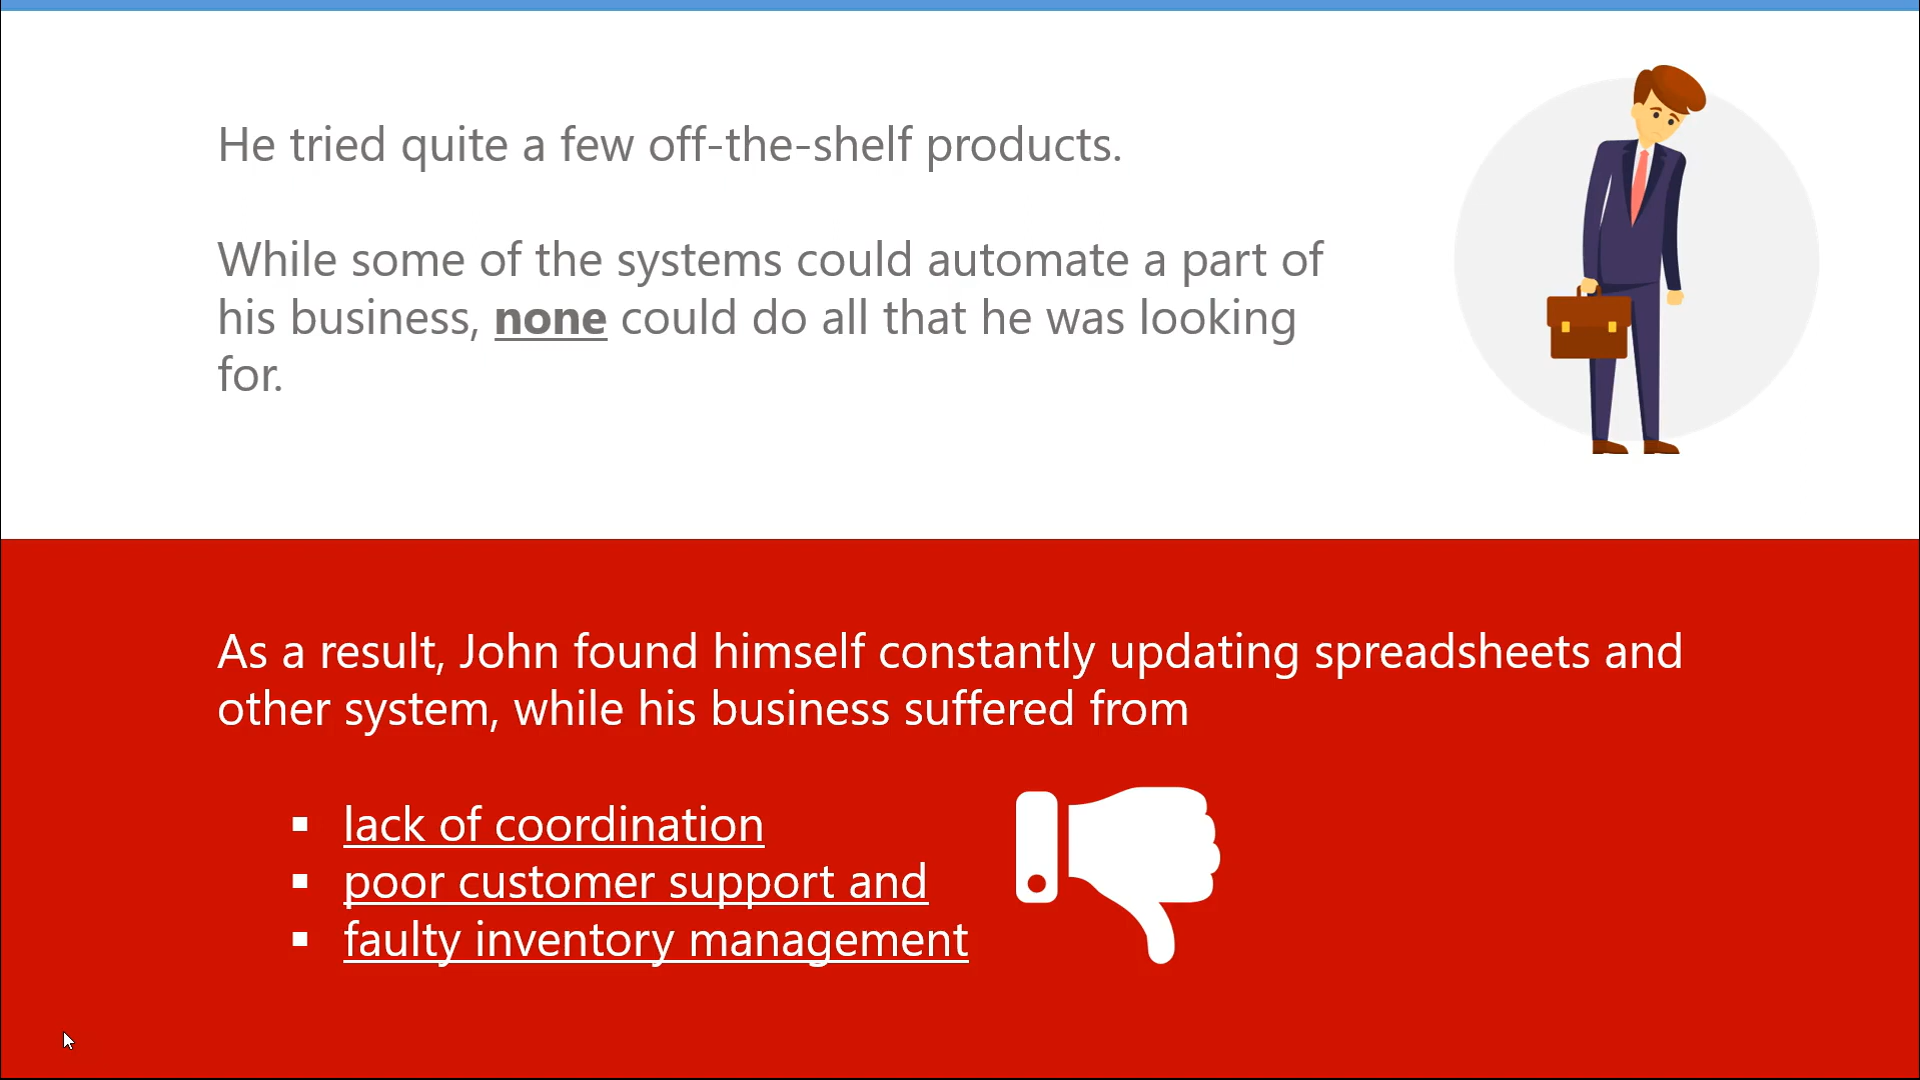 He tried quite a few off-the-shelf products.
While some of the systems could automate a part of
his business, none could do all that he was looking
for.
As a result, John found himself constantly updating spreadsheets and
other system, while his business suffered from
▪ lack of coordination
▪ poor customer support and
▪ faulty inventory management